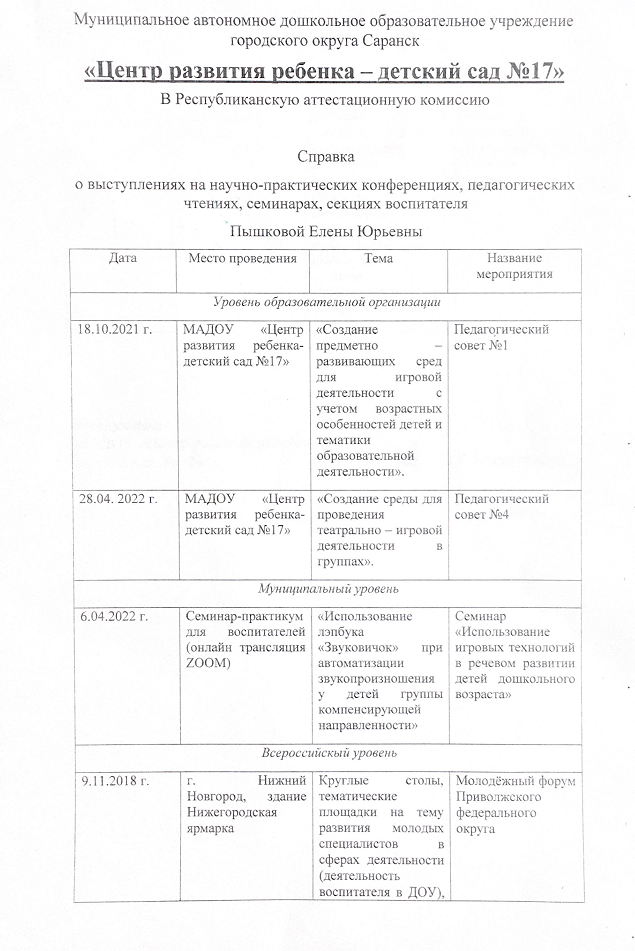 Муниципальное автономное дошкольное образовательное учреждение
городского округа Саранск
«Центр развития ребенка – детский сад №17»
В Республиканскую аттестационную комиссию
Справка
о выступлениях на научно-практических конференциях, педагогических
чтениях, семинарах, секциях воспитателя
Пышковой Елены Юрьевны
Дата
Место проведения
Тема
Название
мероприятия
Уровень образовательной организации
18.10.2021 г.
МАДОУ «Центр
развития ребенка-
детский сад №17»
«Создание
предметно –
развивающих сред
для игровой
деятельности с
учетом возрастных
особенностей детей и
тематики
образовательной
деятельности».
Педагогический
совет №1
28.04. 2022 г.
МАДОУ «Центр
развития ребенка-
детский сад №17»
«Создание среды для
проведения
театрально – игровой
деятельности в
группах».
Педагогический
совет №4
Муниципальный уровень
6.04.2022 г.
Семинар-практикум
для воспитателей
(онлайн трансляция
ZOOM)
«Использование
лэпбука
«Звуковичок» при
автоматизации
звукопроизношения
у детей группы
компенсирующей
направленности»
Семинар
«Использование
игровых технологий
в речевом развитии
детей дошкольного
возраста»
Всероссийскый уровень
9.11.2018 г.
г. Нижний
Новгород, здание
Нижегородская
ярмарка
Круглые столы,
тематические
площадки на тему
развития молодых
специалистов в
сферах деятельности
(деятельность
воспитателя в ДОУ),
Молодёжный форум
Приволжского
федерального
округа